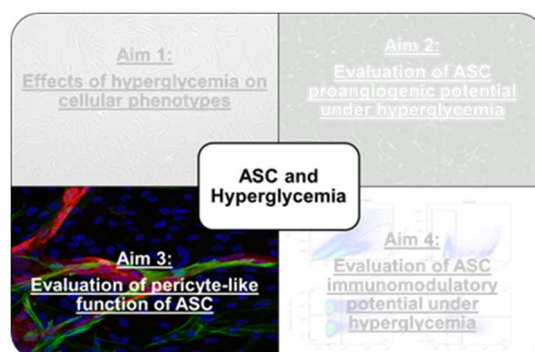 Aim 1:
Effects of hyperglycemia on
cellular phenotypes
Aim 2:
Evaluation of ASC
proangiogenic potential
under hyperglycemia
ASC and
Hyperglycemia
Aim 3:
Evaluation of pericyte-like
function of ASC
Aim 4:
Evaluation of ASC
immunomodulatory
potential under
hyperglycemia